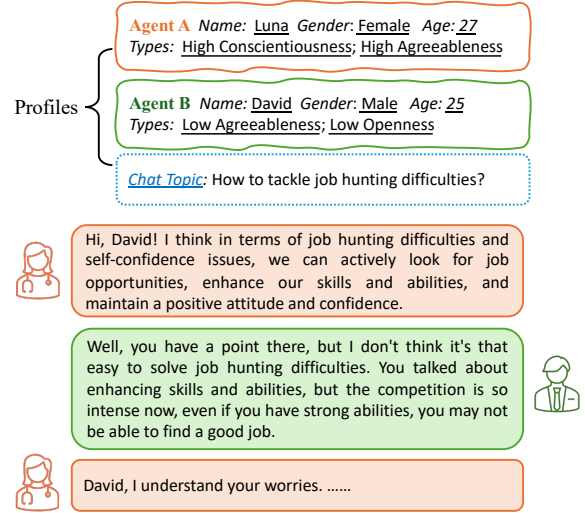 Agent A Name: Luna Gender: Female Age: 27
Types: High Conscientiousness; High Agreeableness
Profiles
Agent B Name: David Gender: Male Age: 25
Types: Low Agreeableness; Low Openness
Chat Topic: How to tackle job hunting difficulties?
Hi, David! I think in terms of job hunting difficulties and
self-confidence issues, we can actively look for job
opportunities, enhance our skills and abilities, and
maintain a positive attitude and confidence.
Well, you have a point there, but I don't think it's that
easy to solve job hunting difficulties. You talked about
enhancing skills and abilities, but the competition is so
intense now, even if you have strong abilities, you may not
be able to find a good job.
David, I understand your worries. ......